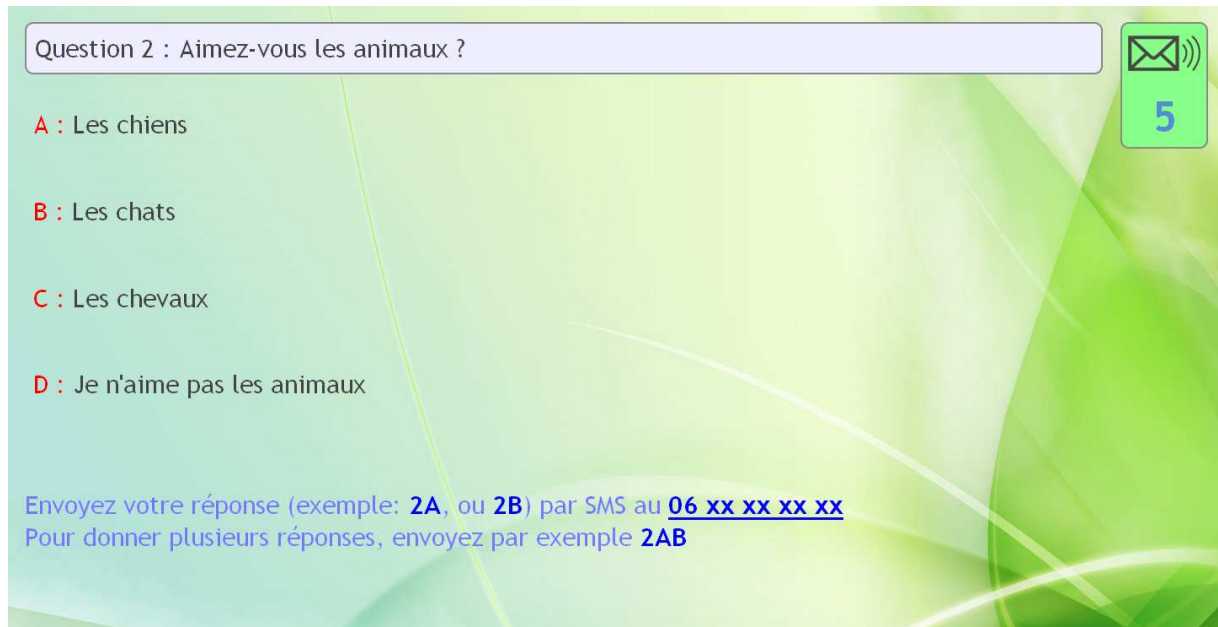 Question 2 : Aimez-vous les animaux ?
5
A : Les chiens
B : Les chats
C : Les chevaux
D : Je n'aime pas les animaux
Envoyez votre réponse (exemple: 2A, ou 2B) par SMS au 06 xx xx xx xx
Pour donner plusieurs réponses, envoyez par exemple 2AB